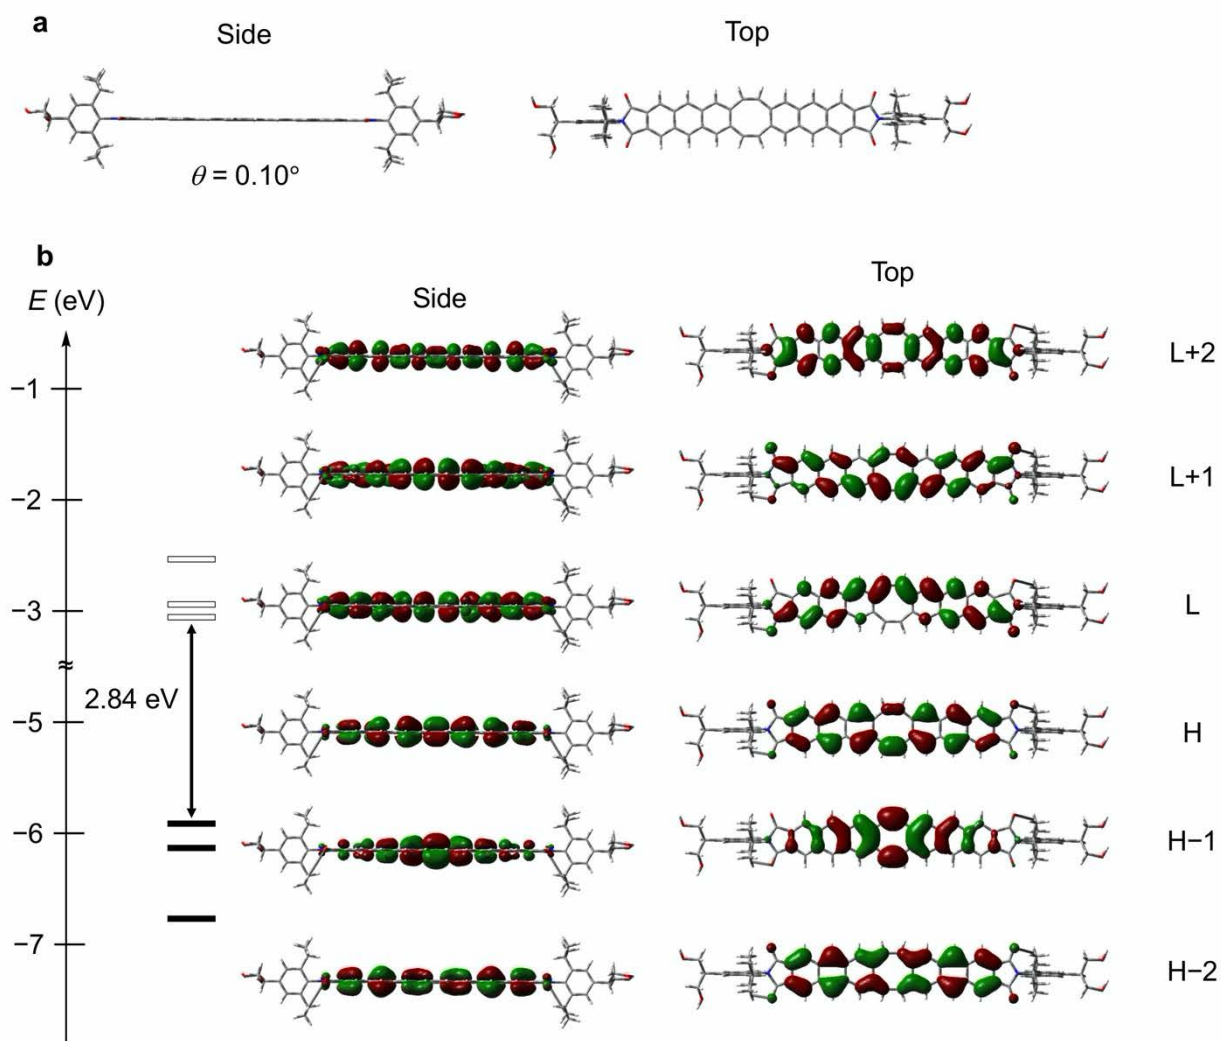 a
Side
Top
θ = 0.10°
b
E (eV)
Side
Top
−1
−2
−3
≈
−5
−6
−7
2.84 eV
L+2
L+1
L
H
H−1
H−2